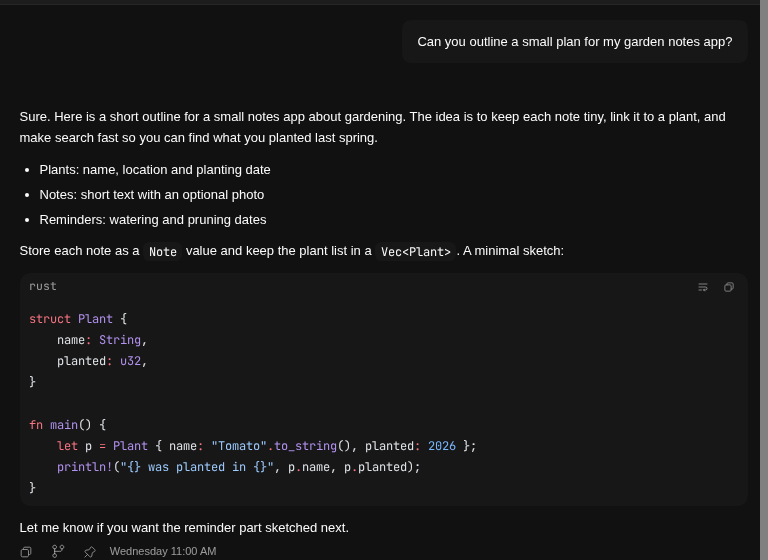 Can you outline a small plan for my garden notes app?
Sure. Here is a short outline for a small notes app about gardening. The idea is to keep each note tiny, link it to a plant, and
make search fast so you can find what you planted last spring.
• Plants: name, location and planting date
• Notes: short text with an optional photo
• Reminders: watering and pruning dates
Store each note as a Note value and keep the plant list in a Vec<Plant>. A minimal sketch:
rust
struct Plant {
    name: String,
    planted: u32,
}
fn main() {
    let p = Plant { name: "Tomato".to_string(), planted: 2026 };
    println!("{} was planted in {}", p.name, p.planted);
}
Let me know if you want the reminder part sketched next.
Wednesday 11:00 AM